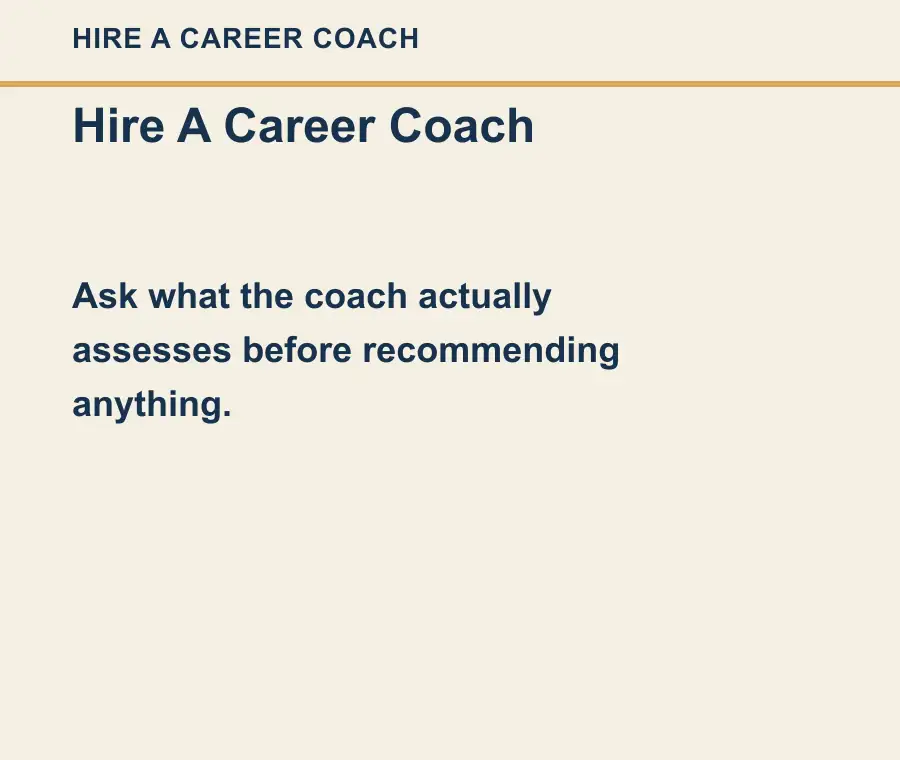 HIRE A CAREER COACH
Hire A Career Coach
Ask what the coach actually
assesses before recommending
anything.